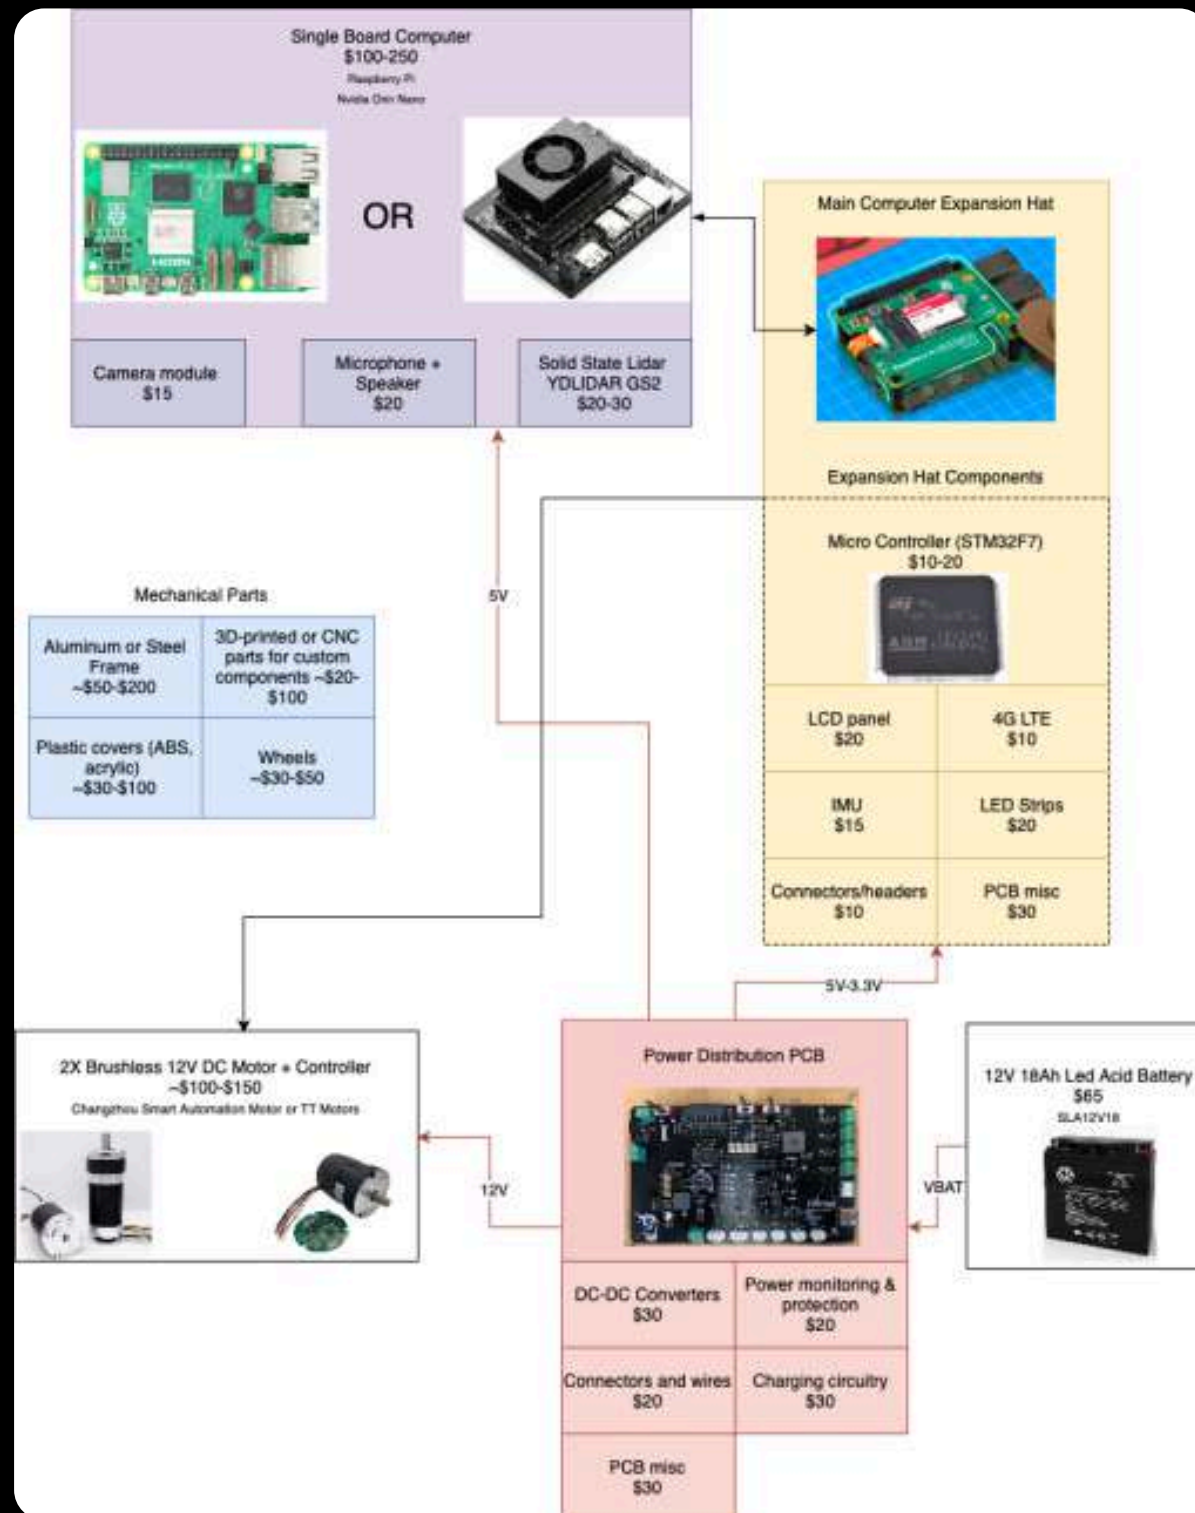 Single Board Computer
$100-250
Raspberry Pi
Nvidia Orin Nano
OR
Camera module
$15
Microphone +
Speaker
$20
Solid State Lidar
YDLIDAR GS2
$20-30
Main Computer Expansion Hat
Expansion Hat Components
Micro Controller (STM32F7)
$10-20
ARM
LCD panel
$20
4G LTE
$10
IMU
$15
LED Strips
$20
Connectors/headers
$10
PCB misc
$30
5V
Mechanical Parts
Aluminum or Steel
Frame
~$50-$200
3D-printed or CNC
parts for custom
components ~$20-
$100
Plastic covers (ABS,
acrylic)
~$30-$100
Wheels
~$30-$50
5V-3.3V
2X Brushless 12V DC Motor + Controller
~$100-$150
Changzhou Smart Automation Motor or TT Motors
12V
Power Distribution PCB
VBAT
12V 18Ah Led Acid Battery
$65
SLA12V18
DC-DC Converters
$30
Power monitoring &
protection
$20
Connectors and wires
$20
Charging circuitry
$30
PCB misc
$30